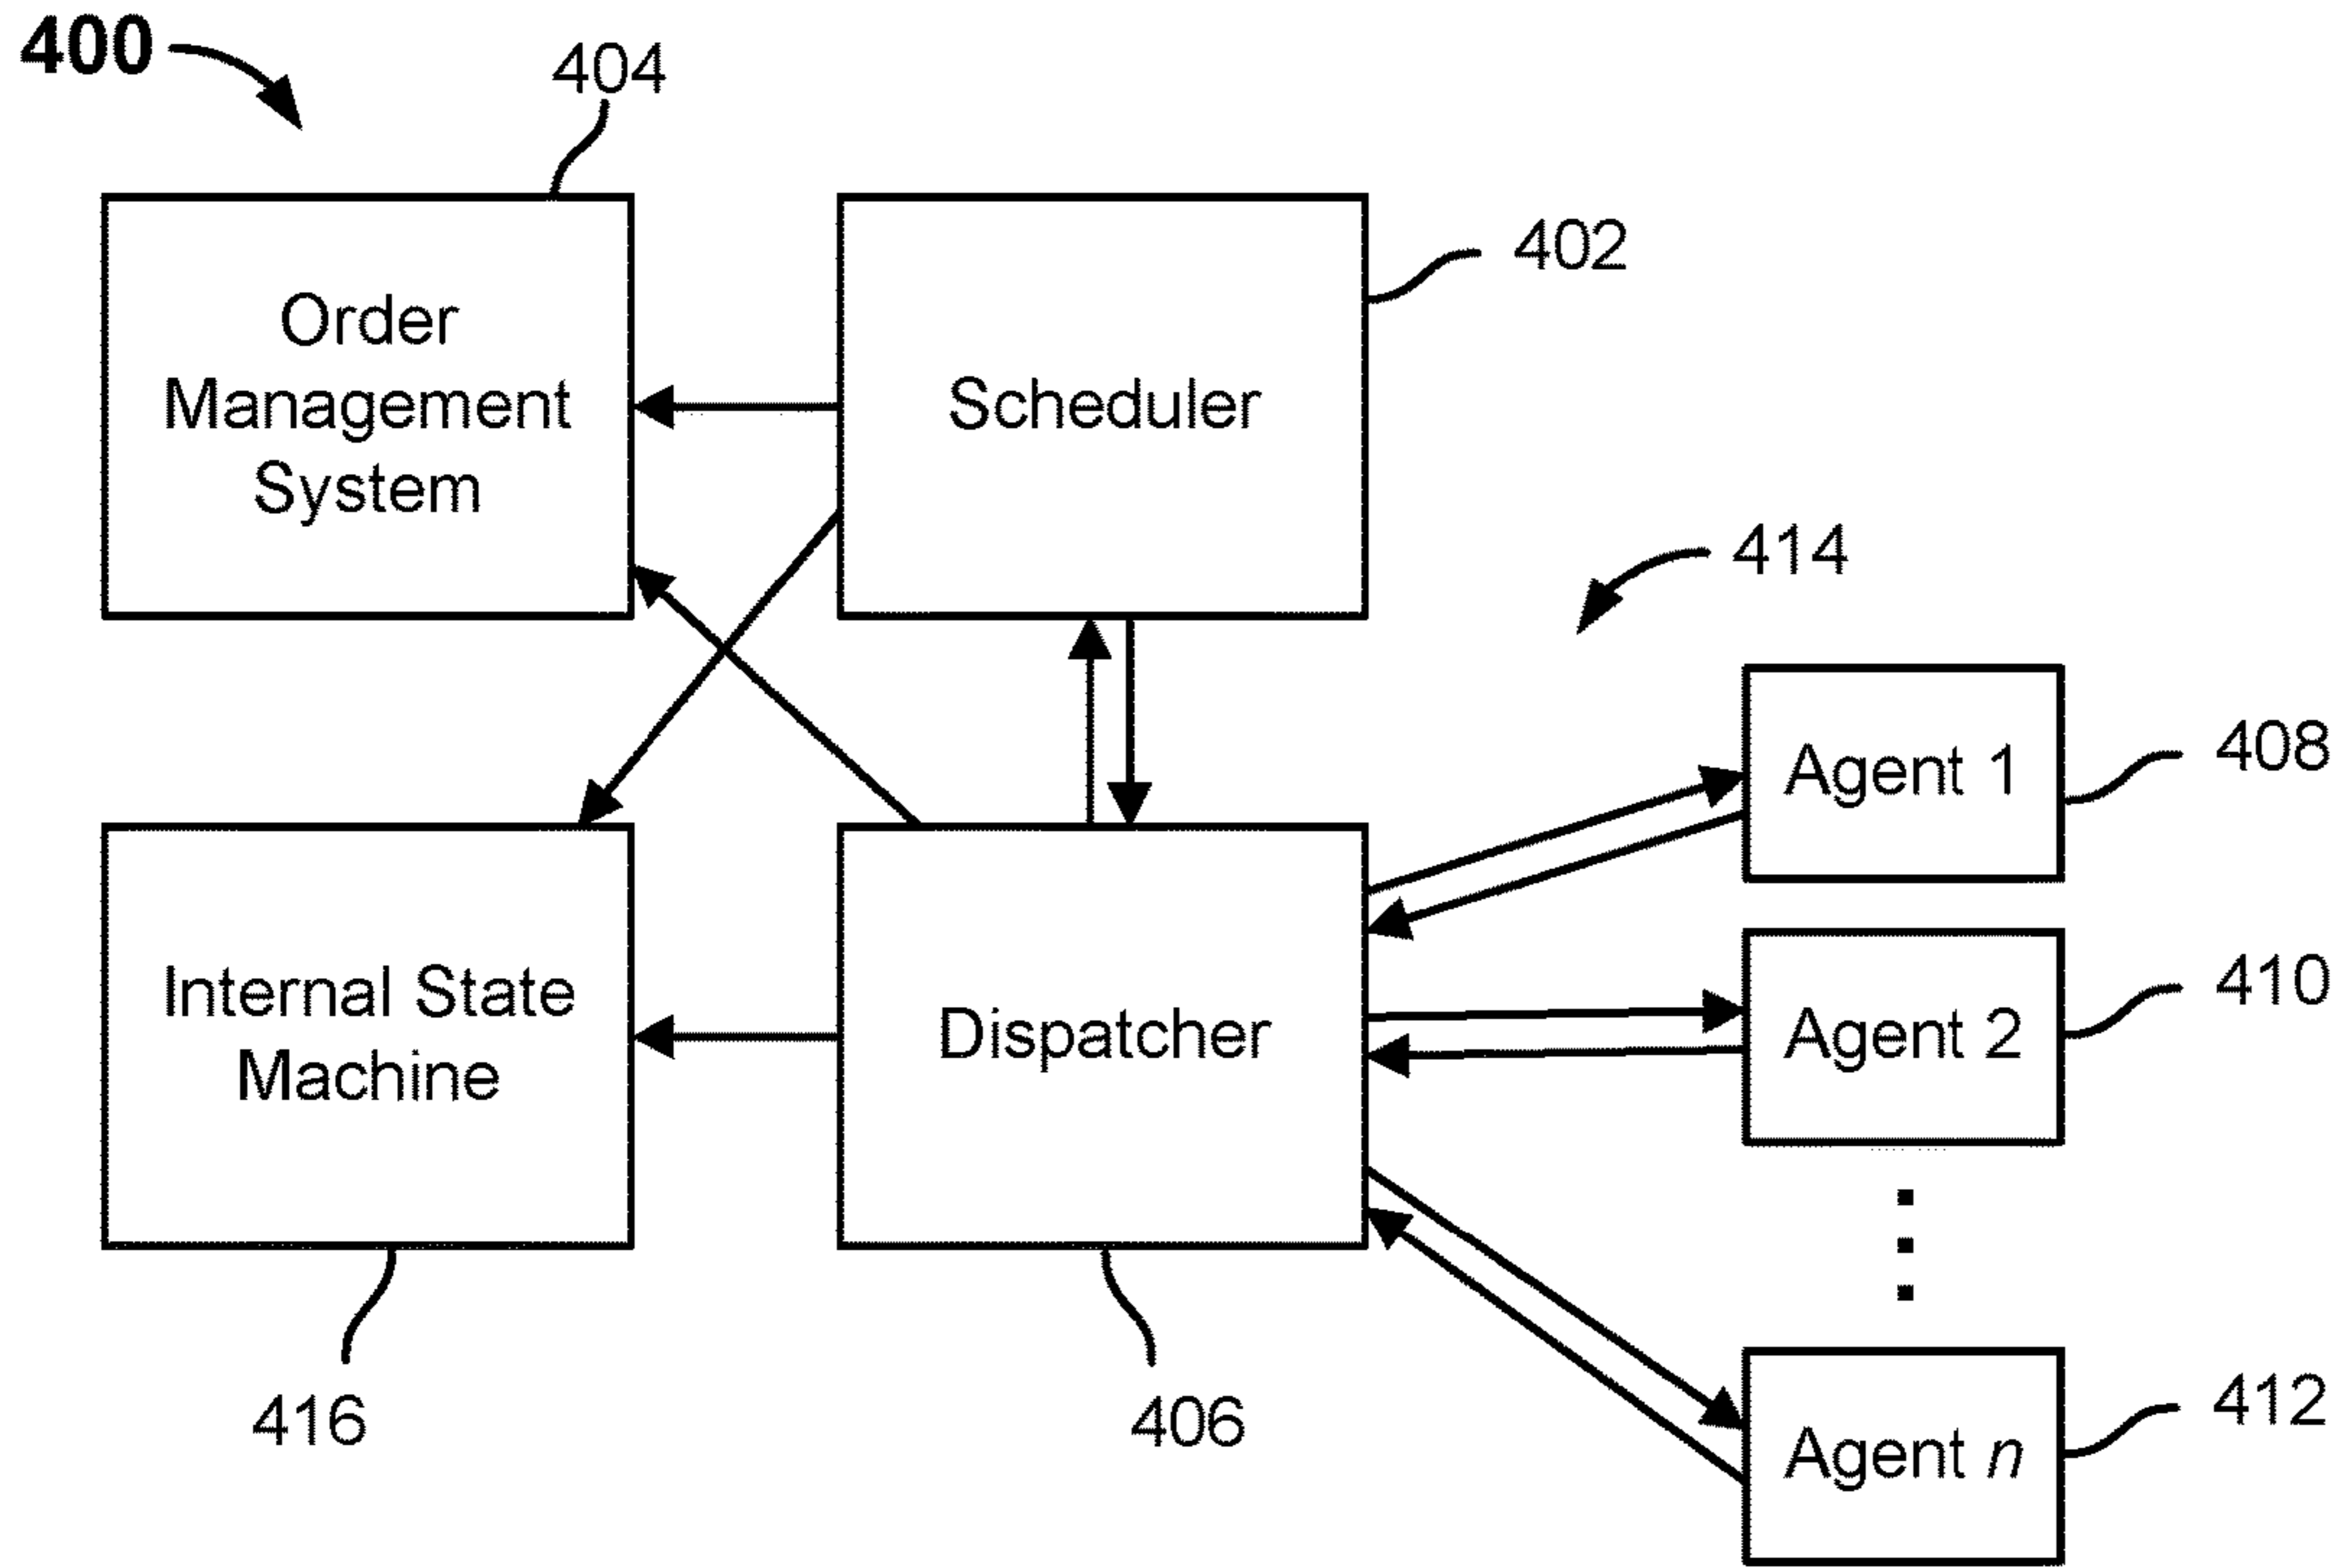 400
404
402
Order
Management
System
Scheduler
414
Agent 1
408
Internal State
Machine
Dispatcher
Agent 2
410
416
406
Agent n
412